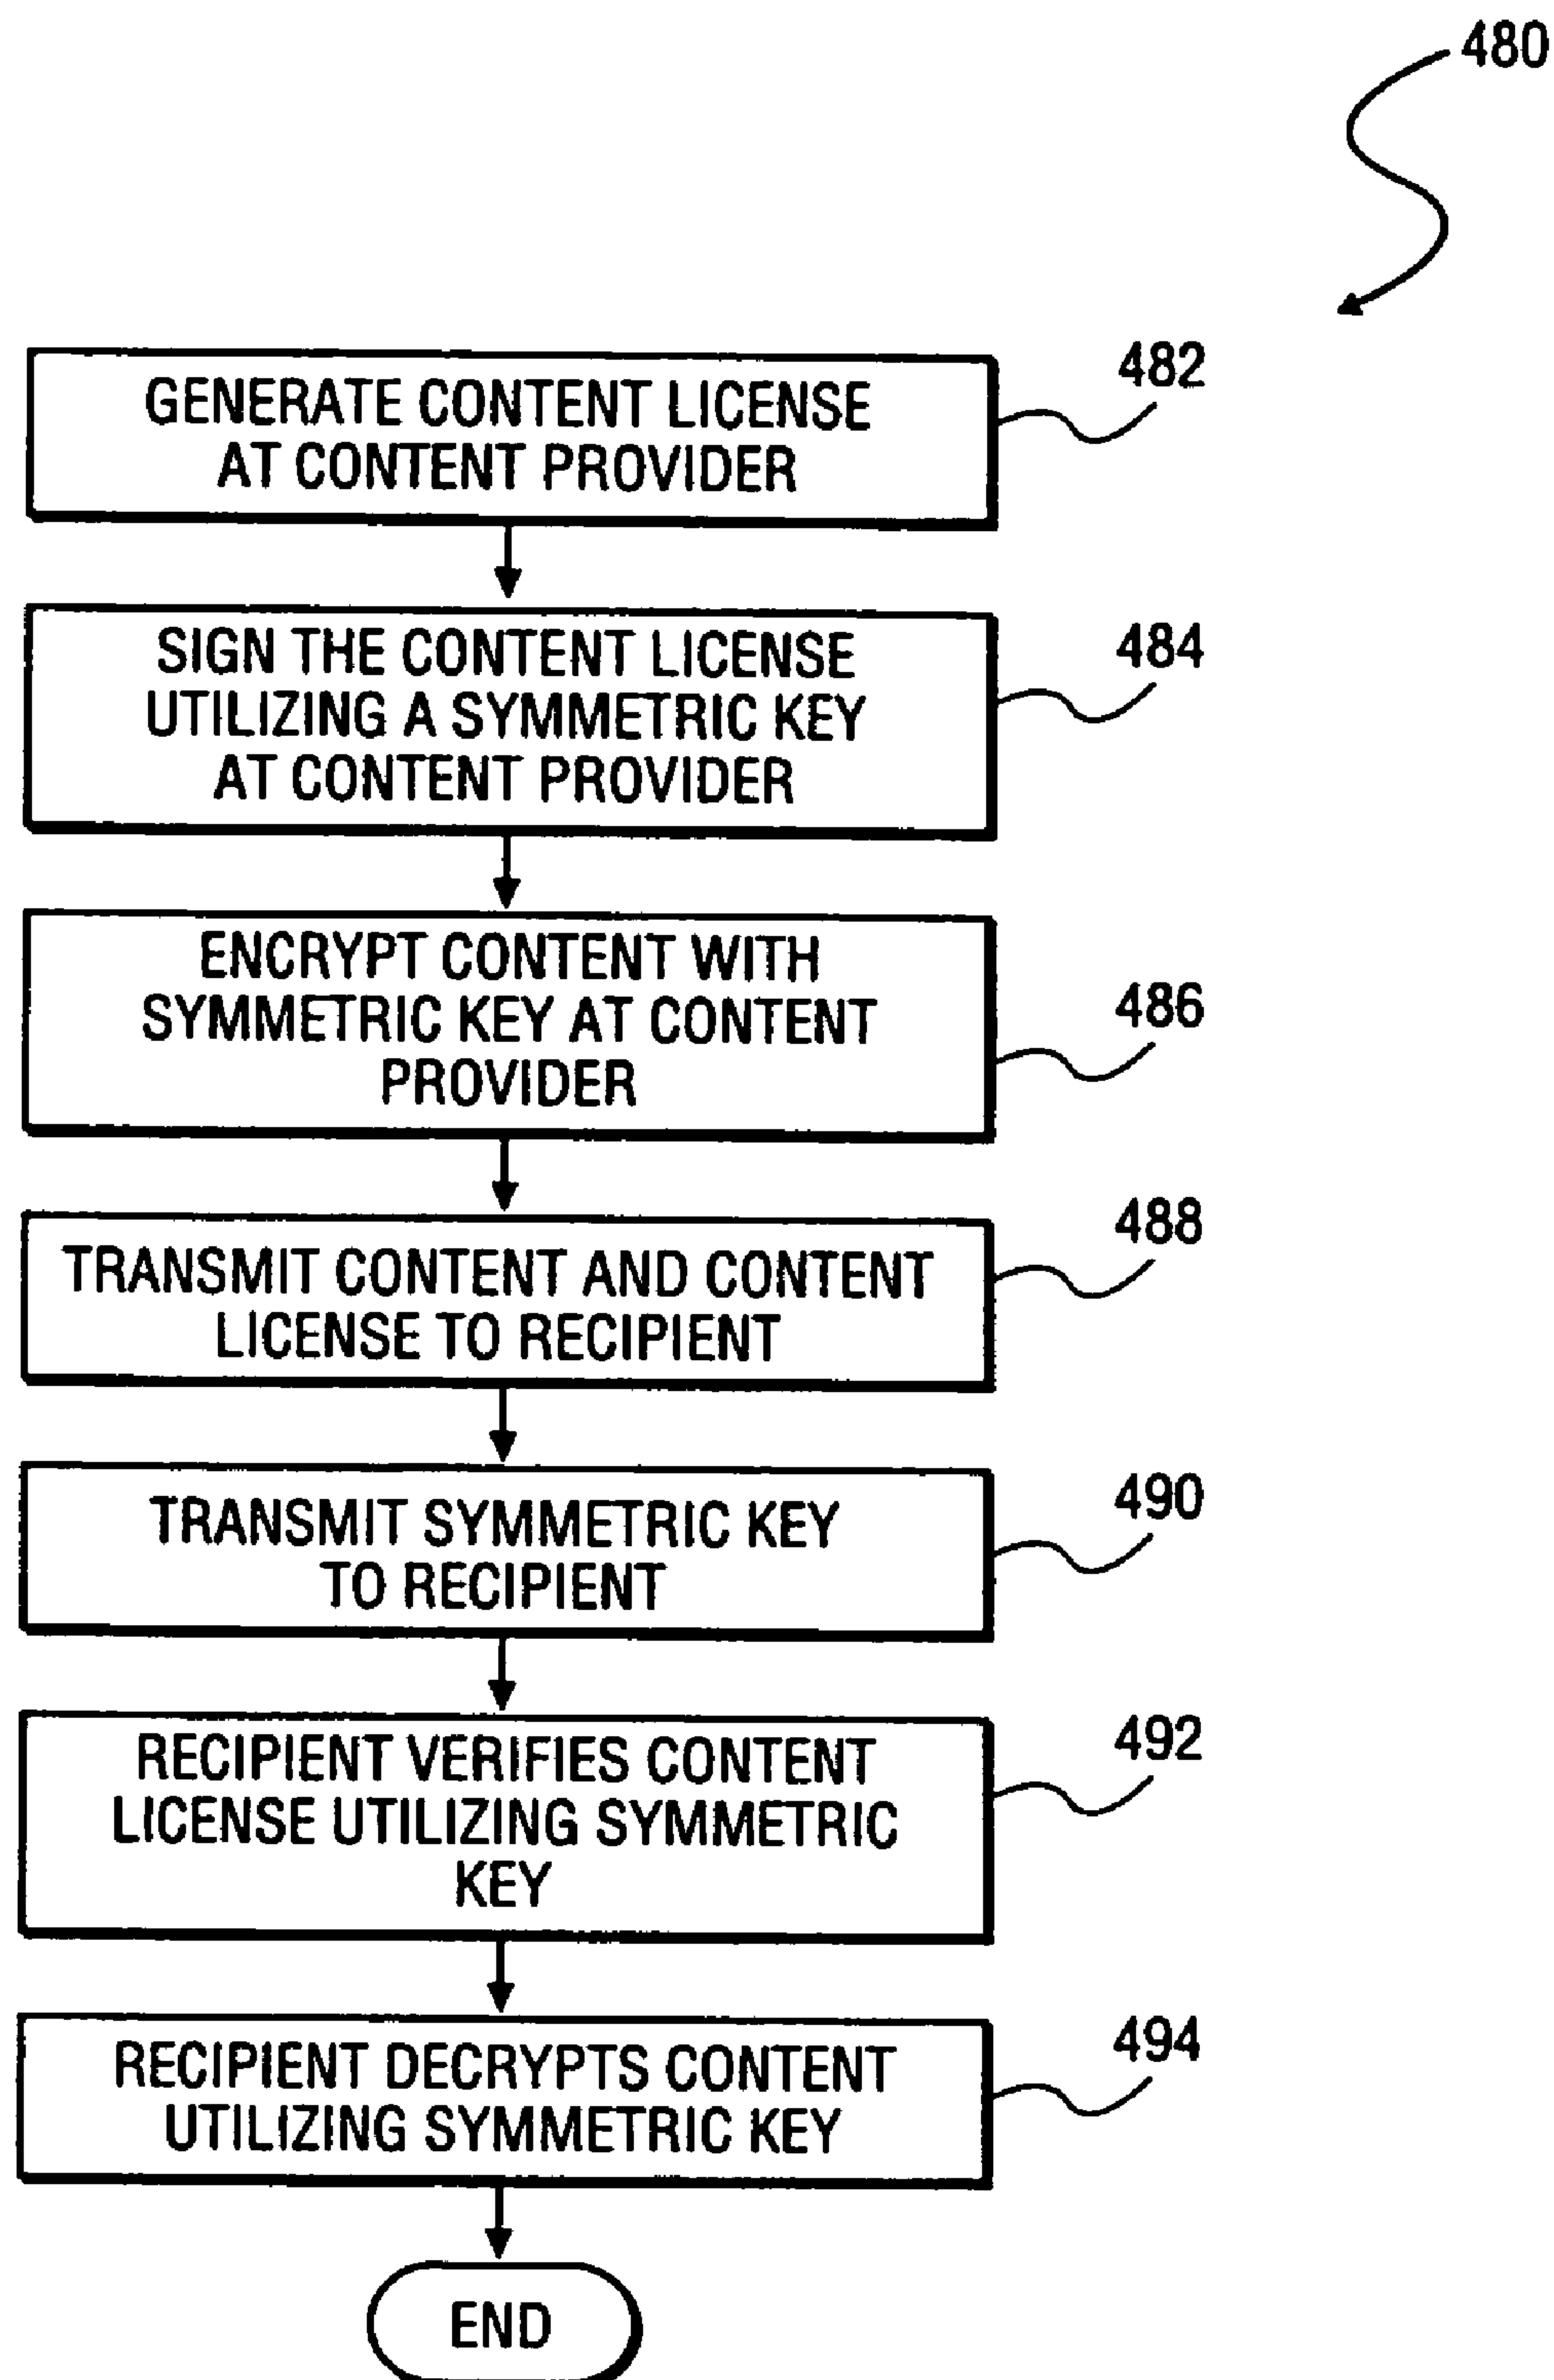 480
GENERATE CONTENT LICENSE
AT CONTENT PROVIDER
482
SIGN THE CONTENT LICENSE
UTILIZING A SYMMETRIC KEY
AT CONTENT PROVIDER
484
ENCRYPT CONTENT WITH
SYMMETRIC KEY AT CONTENT
PROVIDER
486
TRANSMIT CONTENT AND CONTENT
LICENSE TO RECIPIENT
488
TRANSMIT SYMMETRIC KEY
TO RECIPIENT
490
RECIPIENT VERIFIES CONTENT
LICENSE UTILIZING SYMMETRIC
KEY
492
RECIPIENT DECRYPTS CONTENT
UTILIZING SYMMETRIC KEY
494
END